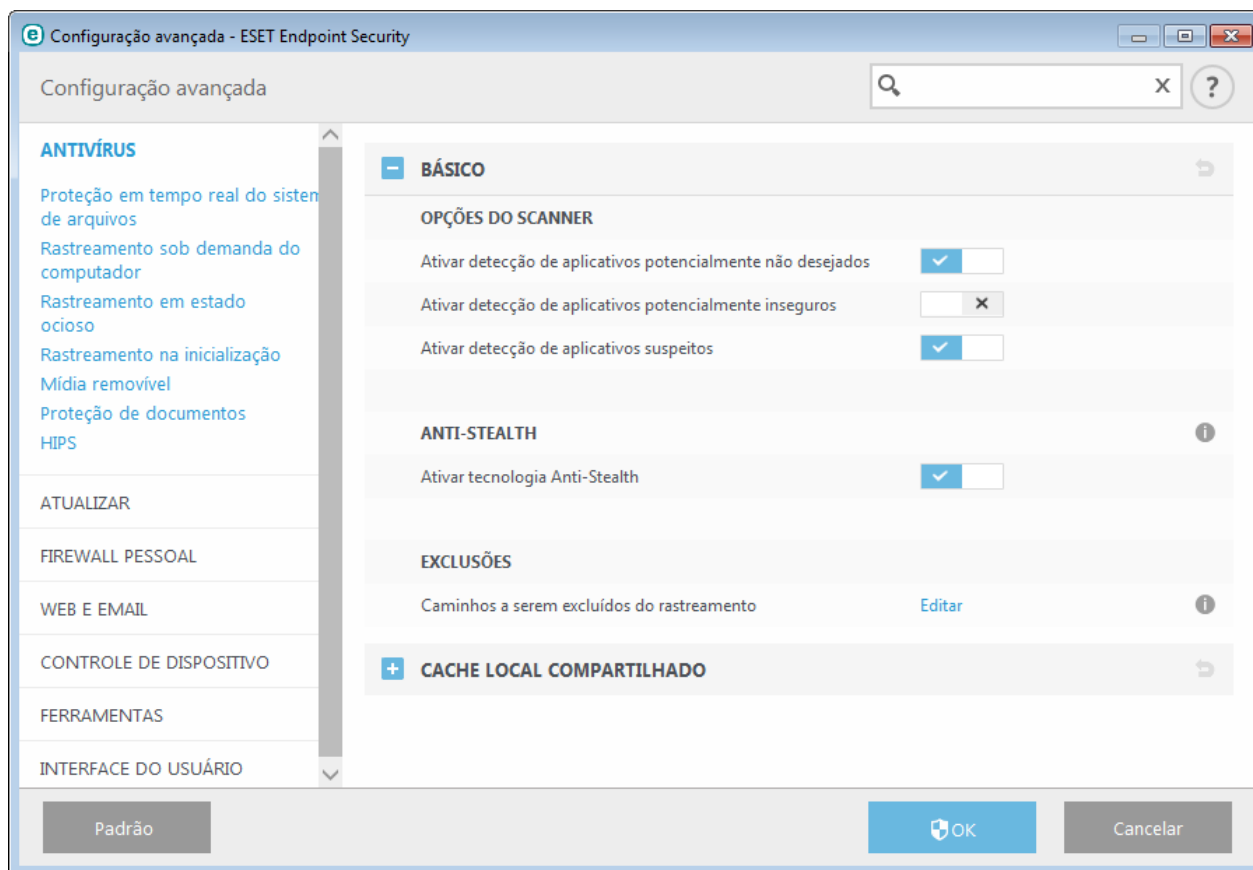 Configuração avançada - ESET Endpoint Security
Configuração avançada
ANTIVÍRUS
Proteção em tempo real do sistem
de arquivos
Rastreamento sob demanda do
computador
Rastreamento em estado
ocioso
Rastreamento na inicialização
Mídia removível
Proteção de documentos
HIPS
ATUALIZAR
FIREWALL PESSOAL
WEB E EMAIL
CONTROLE DE DISPOSITIVO
FERRAMENTAS
INTERFACE DO USUÁRIO
BÁSICO
OPÇÕES DO SCANNER
Ativar detecção de aplicativos potencialmente não desejados
Ativar detecção de aplicativos potencialmente inseguros
Ativar detecção de aplicativos suspeitos
ANTI-STEALTH
Ativar tecnologia Anti-Stealth
EXCLUSÕES
Caminhos a serem excluídos do rastreamento Editar
CACHE LOCAL COMPARTILHADO
Padrão
OK
Cancelar